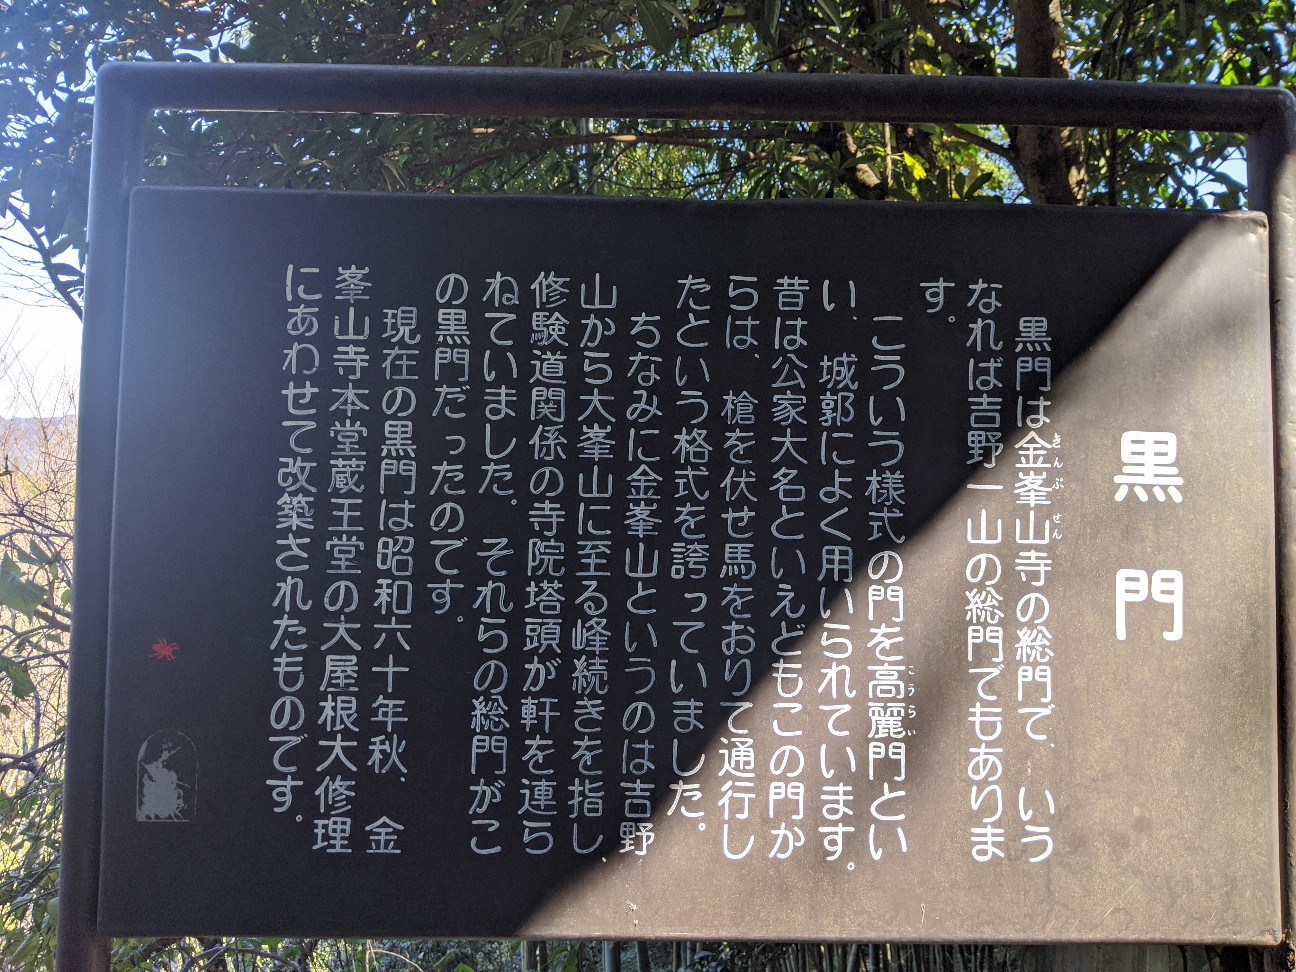 黒門
黒門は金峯山寺の総門で、いう
きんぷせん
なれば吉野一山の総門でもありま
す。
こういう様式の門を高麗門とい
こうらい
い、城郭によく用いられています。
昔は公家大名といえどもこの門か
らは、槍を伏せ馬をおりて通行し
たという格式を誇っていました。
ちなみに金峯山というのは吉野
山から大峯山に至る峰続きを指し、
修験道関係の寺院塔頭が軒を連ら
ねていました。それらの総門がこ
の黒門だったのです。
現在の黒門は昭和六十年秋、金
峯山寺本堂蔵王堂の大屋根大修理
にあわせて改築されたものです。